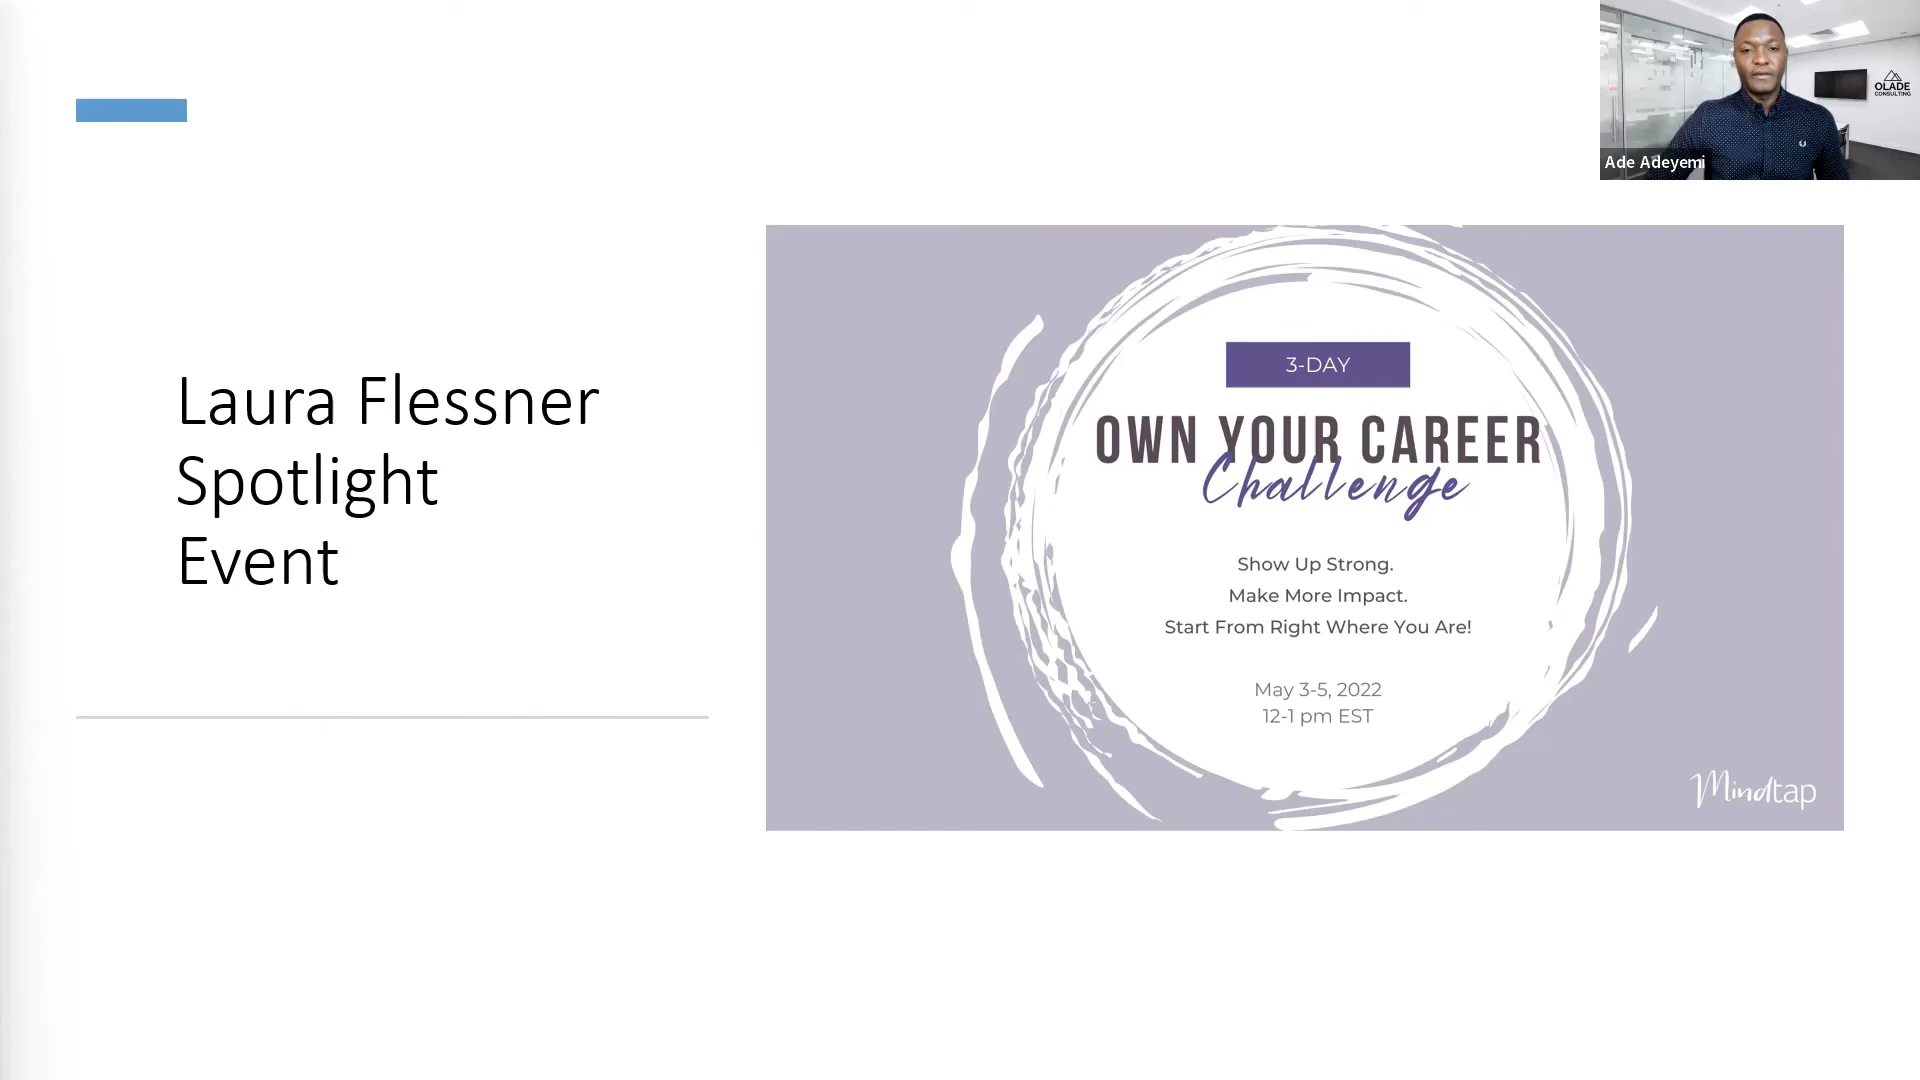 OLADE
CONSULTING
Ade Adeyemi
Laura Flessner
Spotlight
Event
3-DAY
OWN YOUR CAREER
Challenge
Show Up Strong.
Make More Impact.
Start From Right Where You Are!
May 3-5, 2022
12-1 pm EST
Mindtap